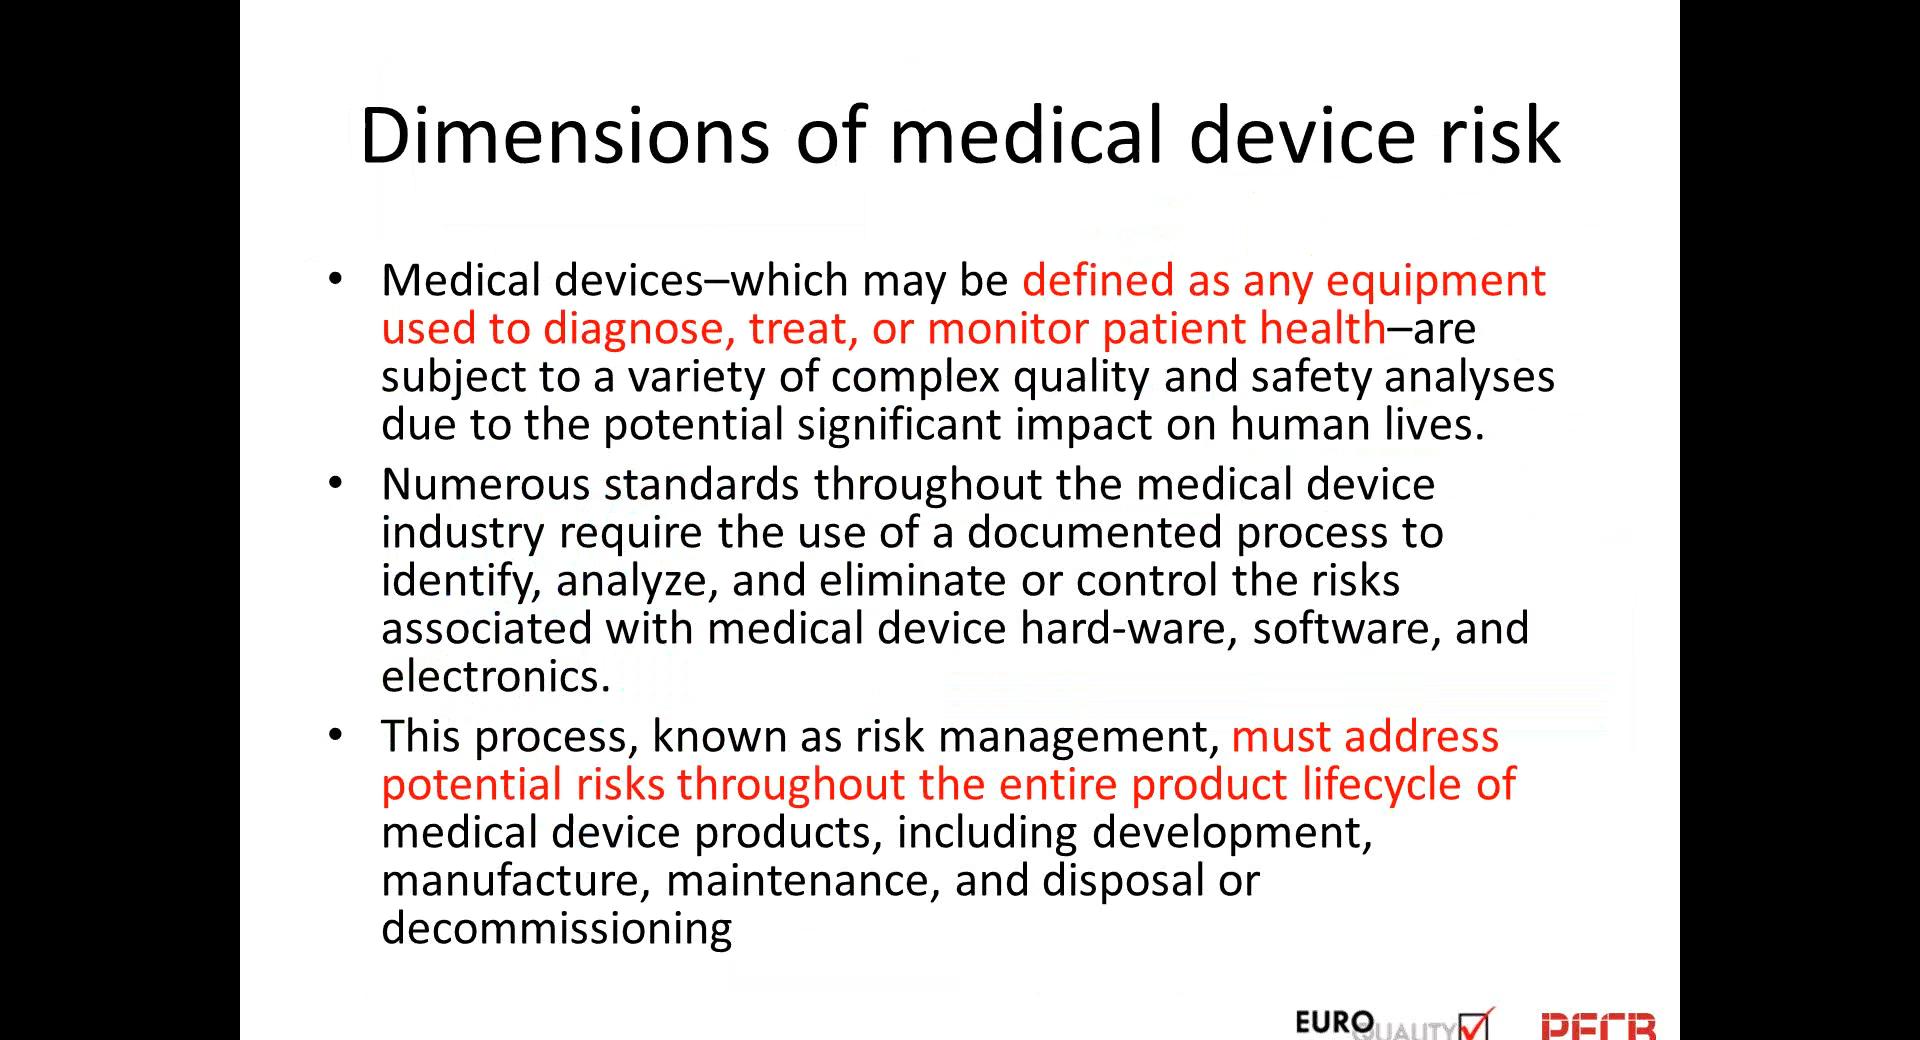 Dimensions of medical device risk
• Medical devices–which may be defined as any equipment
used to diagnose, treat, or monitor patient health–are
subject to a variety of complex quality and safety analyses
due to the potential significant impact on human lives.
• Numerous standards throughout the medical device
industry require the use of a documented process to
identify, analyze, and eliminate or control the risks
associated with medical device hard-ware, software, and
electronics.
• This process, known as risk management, must address
potential risks throughout the entire product lifecycle of
medical device products, including development,
manufacture, maintenance, and disposal or
decommissioning
EURO QUALITY PECB